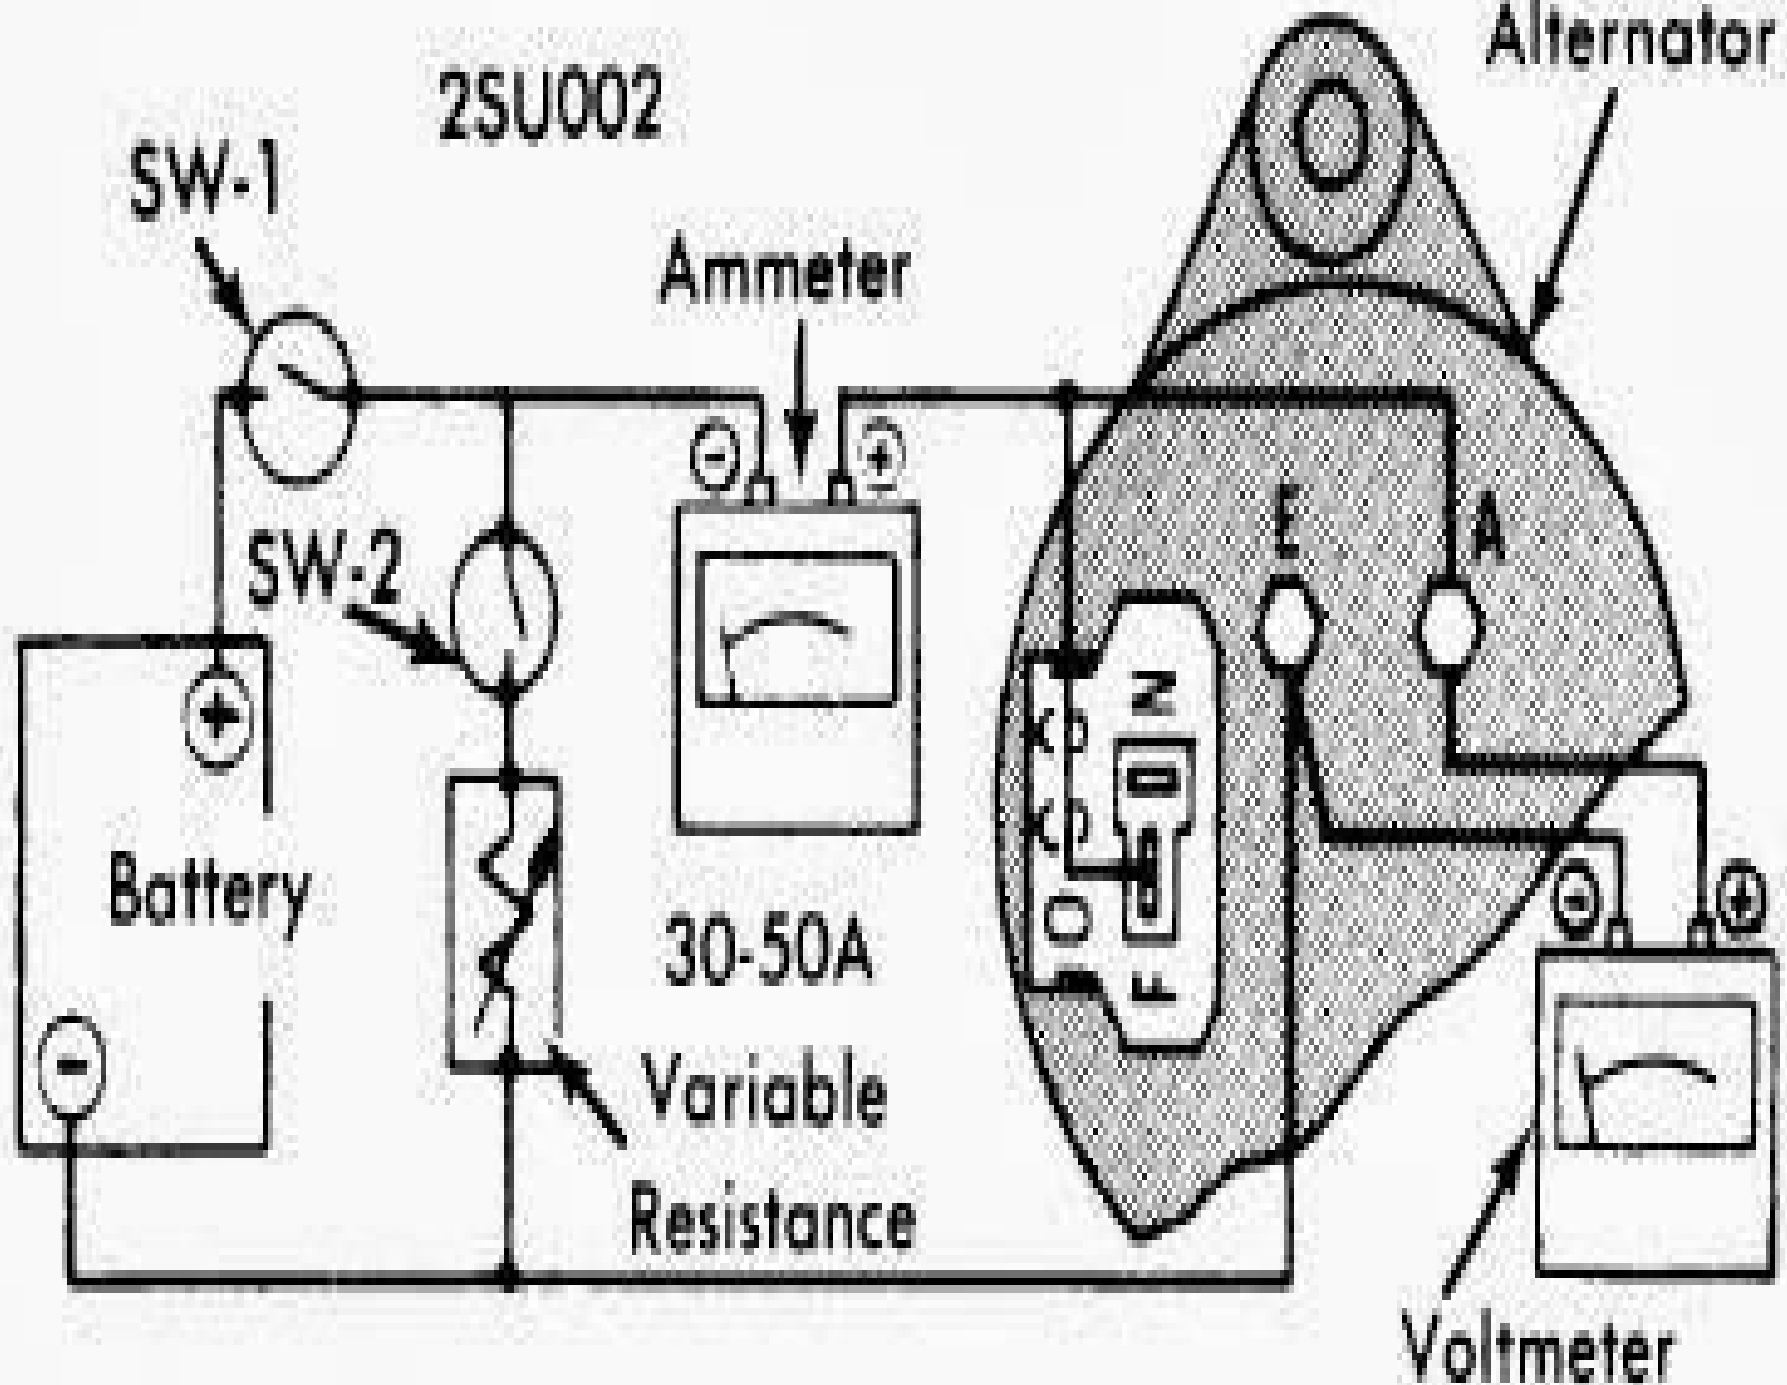 Alternator
2SU002
SW-1
Ammeter
- +
E A
SW-2
+
N
Battery
30-50A
F
- +
-
Variable
Resistance
Voltmeter